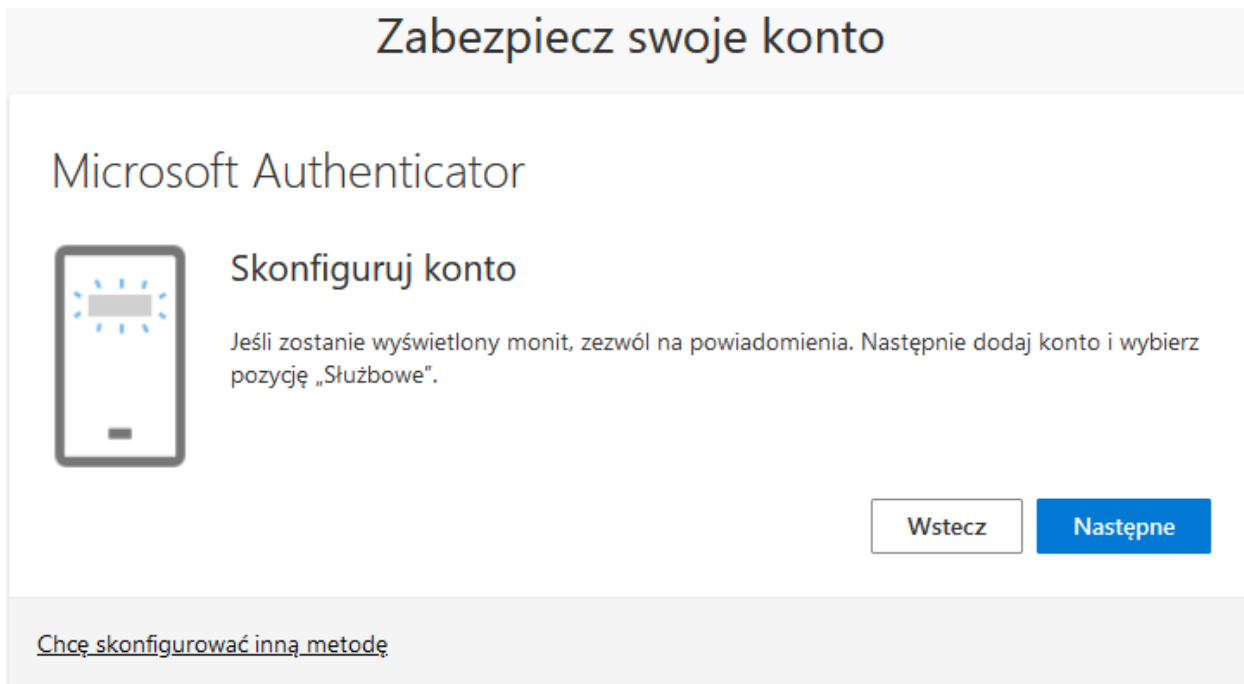 Zabezpiecz swoje konto
Microsoft Authenticator
Skonfiguruj konto
Jeśli zostanie wyświetlony monit, zezwól na powiadomienia. Następnie dodaj konto i wybierz
pozycję „Służbowe”.
Wstecz Następne
Chcę skonfigurować inną metodę